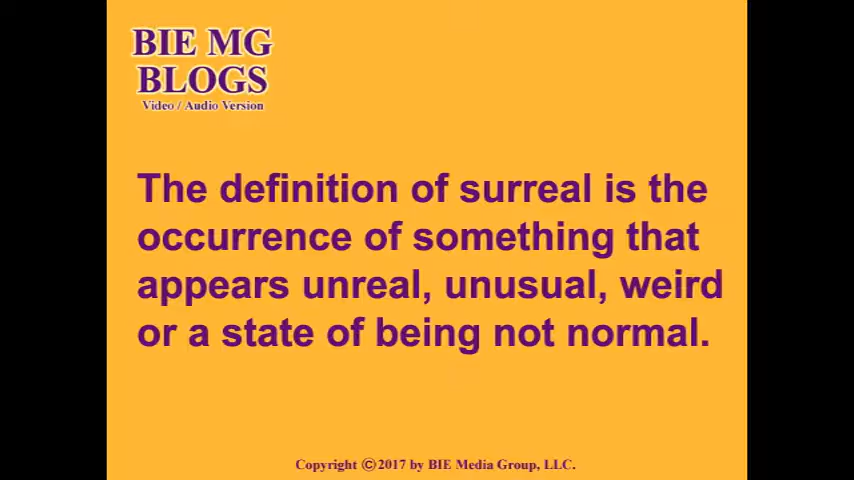 BIE MG
BLOGS
Video / Audio Version
The definition of surreal is the
occurrence of something that
appears unreal, unusual, weird
or a state of being not normal.
Copyright ©2017 by BIE Media Group, LLC.